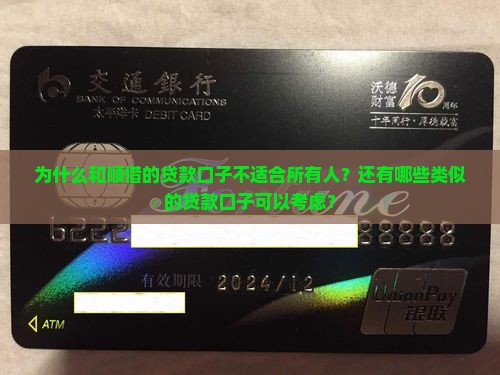 交通銀行
BANK OF COMMUNICATIONS
太平洋卡 DEBIT CARD
沃德
财富
10
周年
十年同行·厚德载富
为什么和顺借的贷款口子不适合所有人？还有哪些类似
的贷款口子可以考虑？
6222
88888
有效期限 2024/12
ATM
UnionPay
银联